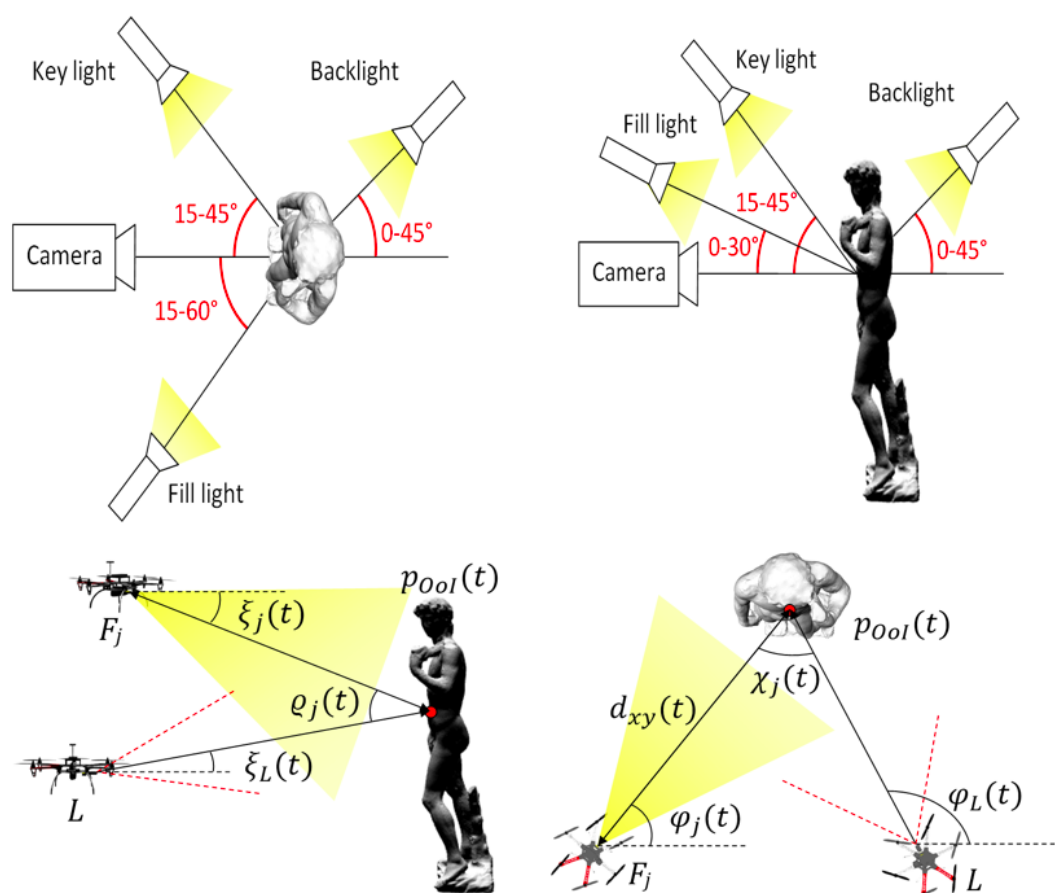 Key light
Backlight
15-45°
0-45°
Camera
15-60°
Fill light
Key light
Backlight
Fill light
15-45°
0-30°
0-45°
Camera
p_{OoI}(t)
ξ_j(t)
F_j
ϱ_j(t)
ξ_L(t)
L
p_{OoI}(t)
χ_j(t)
d_{xy}(t)
φ_j(t)
φ_L(t)
F_j
L